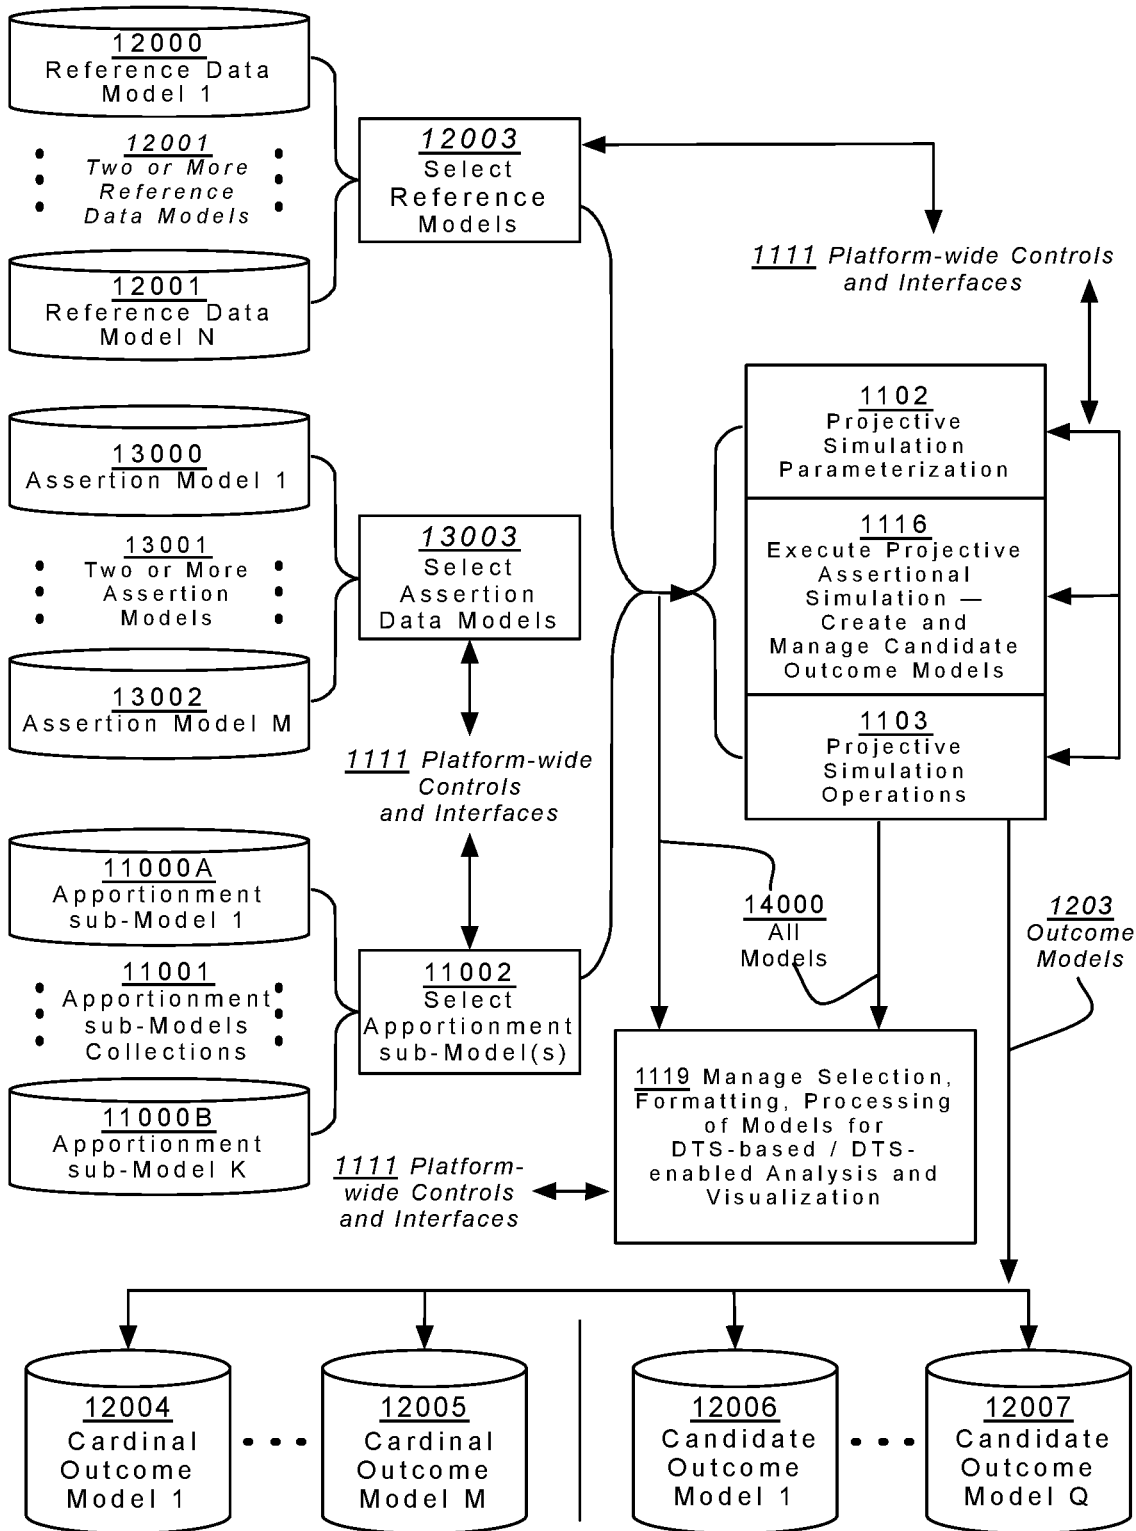 12000
Reference Data
Model 1
12001
Two or More
Reference
Data Models
12001
Reference Data
Model N
12003
Select
Reference
Models
1111 Platform-wide Controls
and Interfaces
13000
Assertion Model 1
13001
Two or More
Assertion
Models
13002
Assertion Model M
13003
Select
Assertion
Data Models
1111 Platform-wide
Controls
and Interfaces
1102
Projective
Simulation
Parameterization
1116
Execute Projective
Assertional
Simulation —
Create and
Manage Candidate
Outcome Models
1103
Projective
Simulation
Operations
11000A
Apportionment
sub-Model 1
11001
Apportionment
sub-Models
Collections
11000B
Apportionment
sub-Model K
11002
Select
Apportionment
sub-Model(s)
14000
All
Models
1203
Outcome
Models
1119 Manage Selection,
Formatting, Processing
of Models for
DTS-based / DTS-
enabled Analysis and
Visualization
1111 Platform-
wide Controls
and Interfaces
12004
Cardinal
Outcome
Model 1
12005
Cardinal
Outcome
Model M
12006
Candidate
Outcome
Model 1
12007
Candidate
Outcome
Model Q